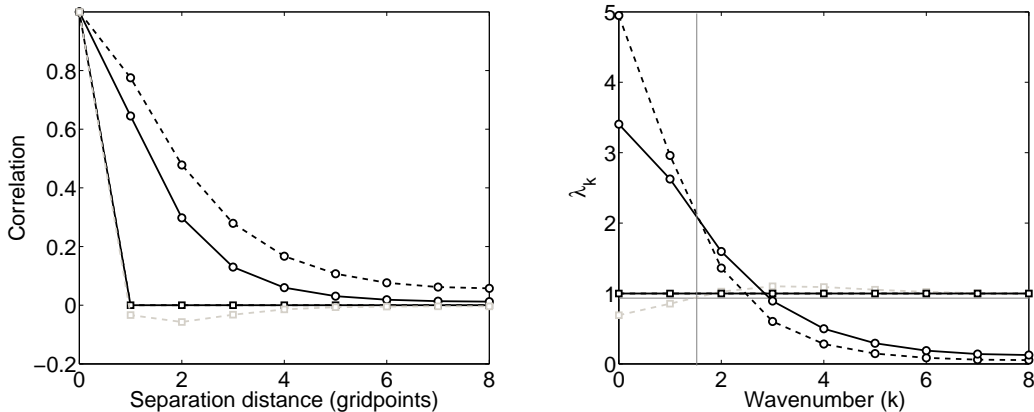 Correlation
0.8
0.6
0.4
0.2
0
−0.2
0 2 4 6 8
Separation distance (gridpoints)
λk
5
4
3
2
1
0
0 2 4 6 8
Wavenumber (k)